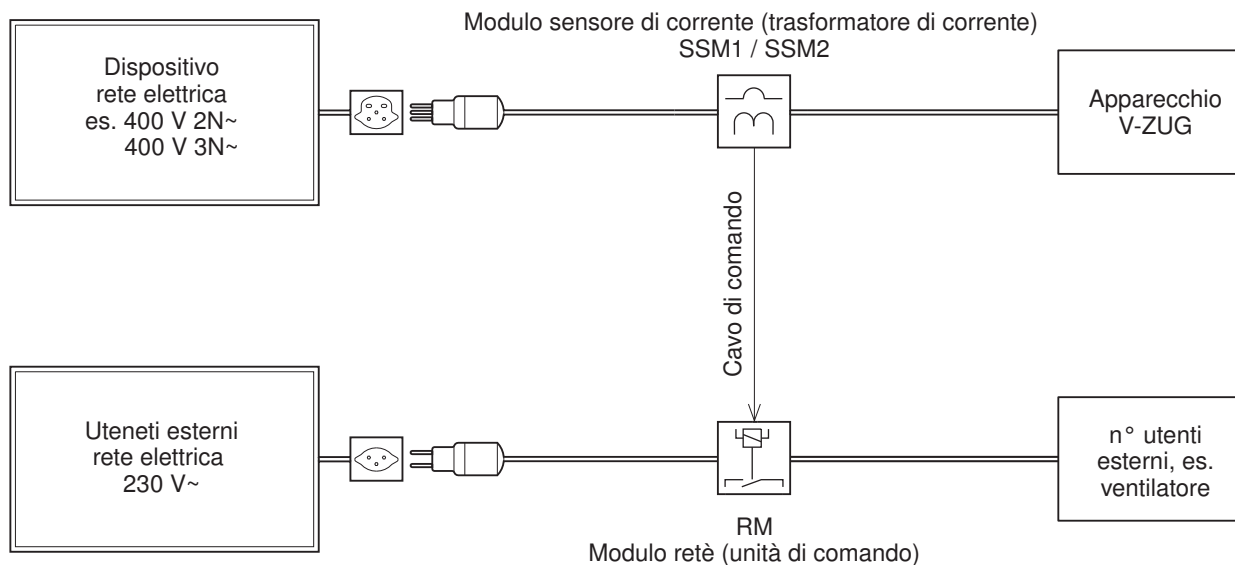 Modulo sensore di corrente (trasformatore di corrente)
SSM1 / SSM2
Dispositivo
rete elettrica
es. 400 V 2N~
400 V 3N~
Apparecchio
V-ZUG
Cavo di comando
Uteneti esterni
rete elettrica
230 V~
n° utenti
esterni, es.
ventilatore
RM
Modulo retè (unità di comando)